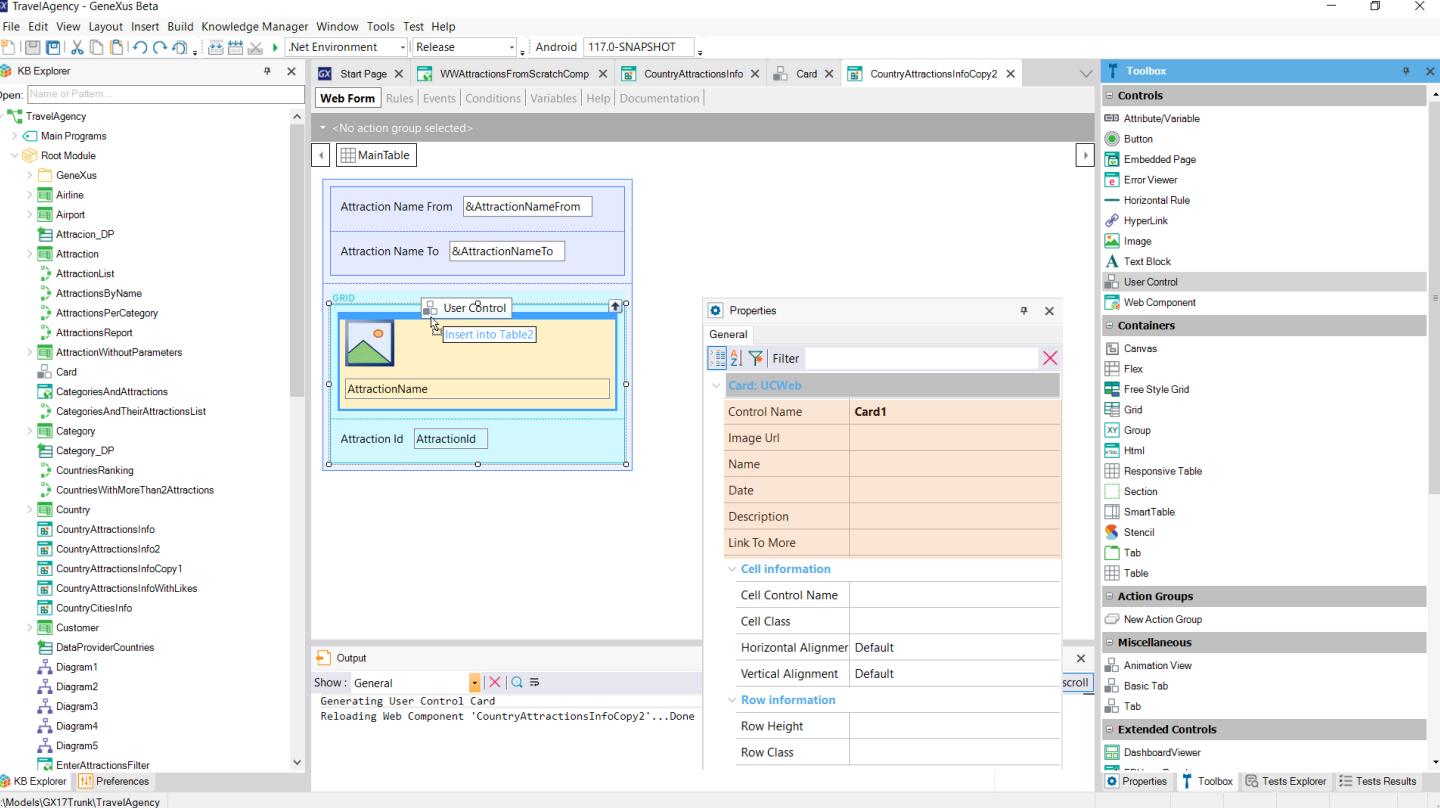 TravelAgency - GeneXus Beta
File Edit View Layout Insert Build Knowledge Manager Window Tools Test Help
.Net Environment Release Android 117.0-SNAPSHOT
KB Explorer
Open: Name or Pattern ...
TravelAgency
Main Programs
Root Module
GeneXus
Airline
Airport
Attracion_DP
Attraction
AttractionList
AttractionsByName
AttractionsPerCategory
AttractionsReport
AttractionWithoutParameters
Card
CategoriesAndAttractions
CategoriesAndTheirAttractionsList
Category
Category_DP
CountriesRanking
CountriesWithMoreThan2Attractions
Country
CountryAttractionsInfo
CountryAttractionsInfo2
CountryAttractionsInfoCopy1
CountryAttractionsInfoWithLikes
CountryCitiesInfo
Customer
DataProviderCountries
Diagram1
Diagram2
Diagram3
Diagram4
Diagram5
EnterAttractionsFilter
KB Explorer Preferences
:\Models\GX17Trunk\TravelAgency
GX Start Page WWAttractionsFromScratchComp CountryAttractionsInfo Card CountryAttractionsInfoCopy2
Web Form Rules Events Conditions Variables Help Documentation
<No action group selected>
MainTable
Attraction Name From &AttractionNameFrom
Attraction Name To &AttractionNameTo
GRID
User Control
Insert into Table2
AttractionName
Attraction Id AttractionId
Output
Show: General
scroll
Generating User Control Card
Reloading Web Component 'CountryAttractionsInfoCopy2'...Done
Properties
General
Filter
Card: UCWeb
Control Name Card1
Image Url
Name
Date
Description
Link To More
Cell information
Cell Control Name
Cell Class
Horizontal Alignmer Default
Vertical Alignment Default
Row information
Row Height
Row Class
Toolbox
Controls
Attribute/Variable
Button
Embedded Page
Error Viewer
Horizontal Rule
HyperLink
Image
Text Block
User Control
Web Component
Containers
Canvas
Flex
Free Style Grid
Grid
Group
Html
Responsive Table
Section
SmartTable
Stencil
Tab
Table
Action Groups
New Action Group
Miscellaneous
Animation View
Basic Tab
Tab
Extended Controls
DashboardViewer
Properties Toolbox Tests Explorer Tests Results